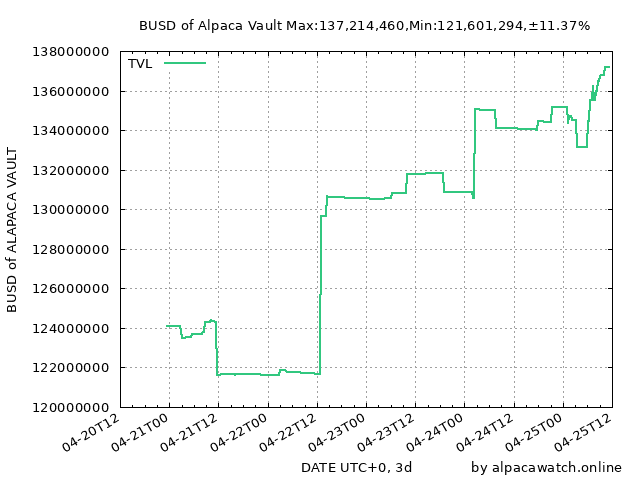 BUSD of Alpaca Vault Max:137,214,460,Min:121,601,294,±11.37%
TVL
BUSD of ALAPACA VAULT
138000000
136000000
134000000
132000000
130000000
128000000
126000000
124000000
122000000
120000000
04-20T12
04-21T00
04-21T12
04-22T00
04-22T12
04-23T00
04-23T12
04-24T00
04-24T12
04-25T00
04-25T12
DATE UTC+0, 3d
by alpacawatch.online